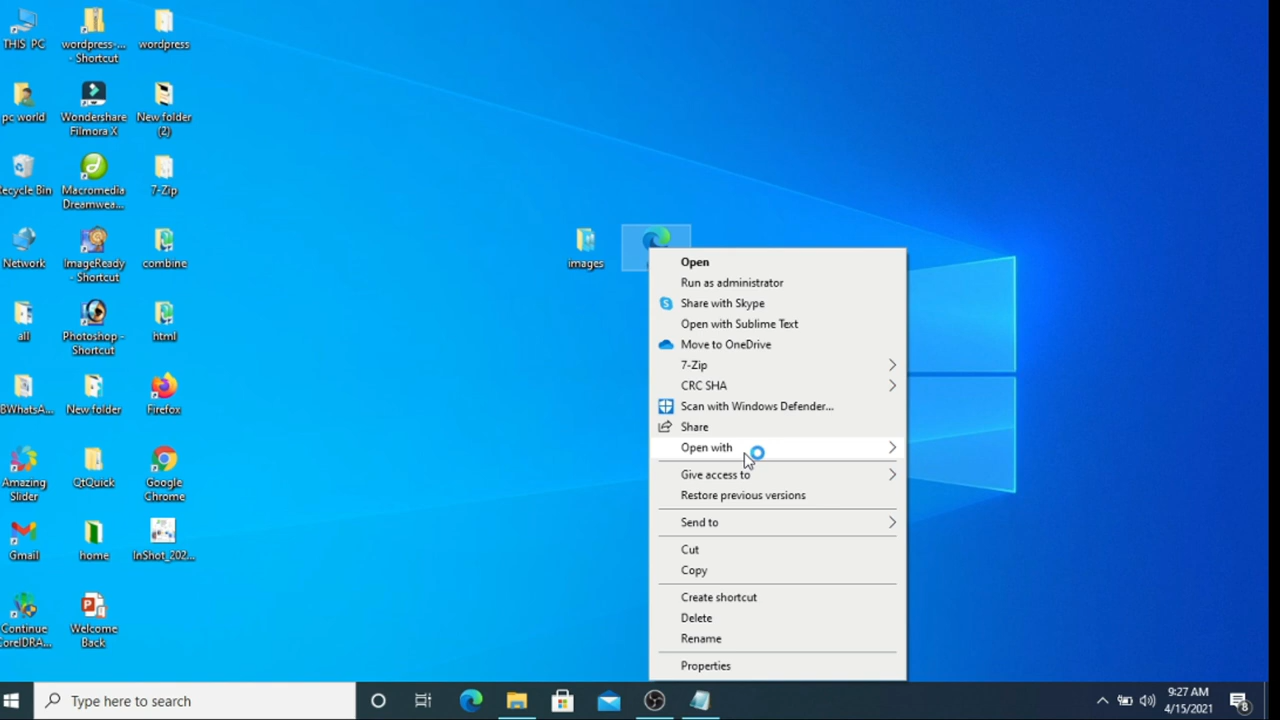 THIS PC
wordpress-...
- Shortcut
wordpress
pc world
Wondershare
Filmora X
New folder
(2)
Recycle Bin
Macromedia
Dreamwea...
7-Zip
Network
ImageReady
- Shortcut
combine
all
Photoshop -
Shortcut
html
BWhatsA...
New folder
Firefox
Amazing
Slider
QtQuick
Google
Chrome
Gmail
home
InShot_202...
Continue
CorelDRA...
Welcome
Back
images
Open
Run as administrator
Share with Skype
Open with Sublime Text
Move to OneDrive
7-Zip
CRC SHA
Scan with Windows Defender...
Share
Open with
Give access to
Restore previous versions
Send to
Cut
Copy
Create shortcut
Delete
Rename
Properties
Type here to search
9:27 AM
4/15/2021
8